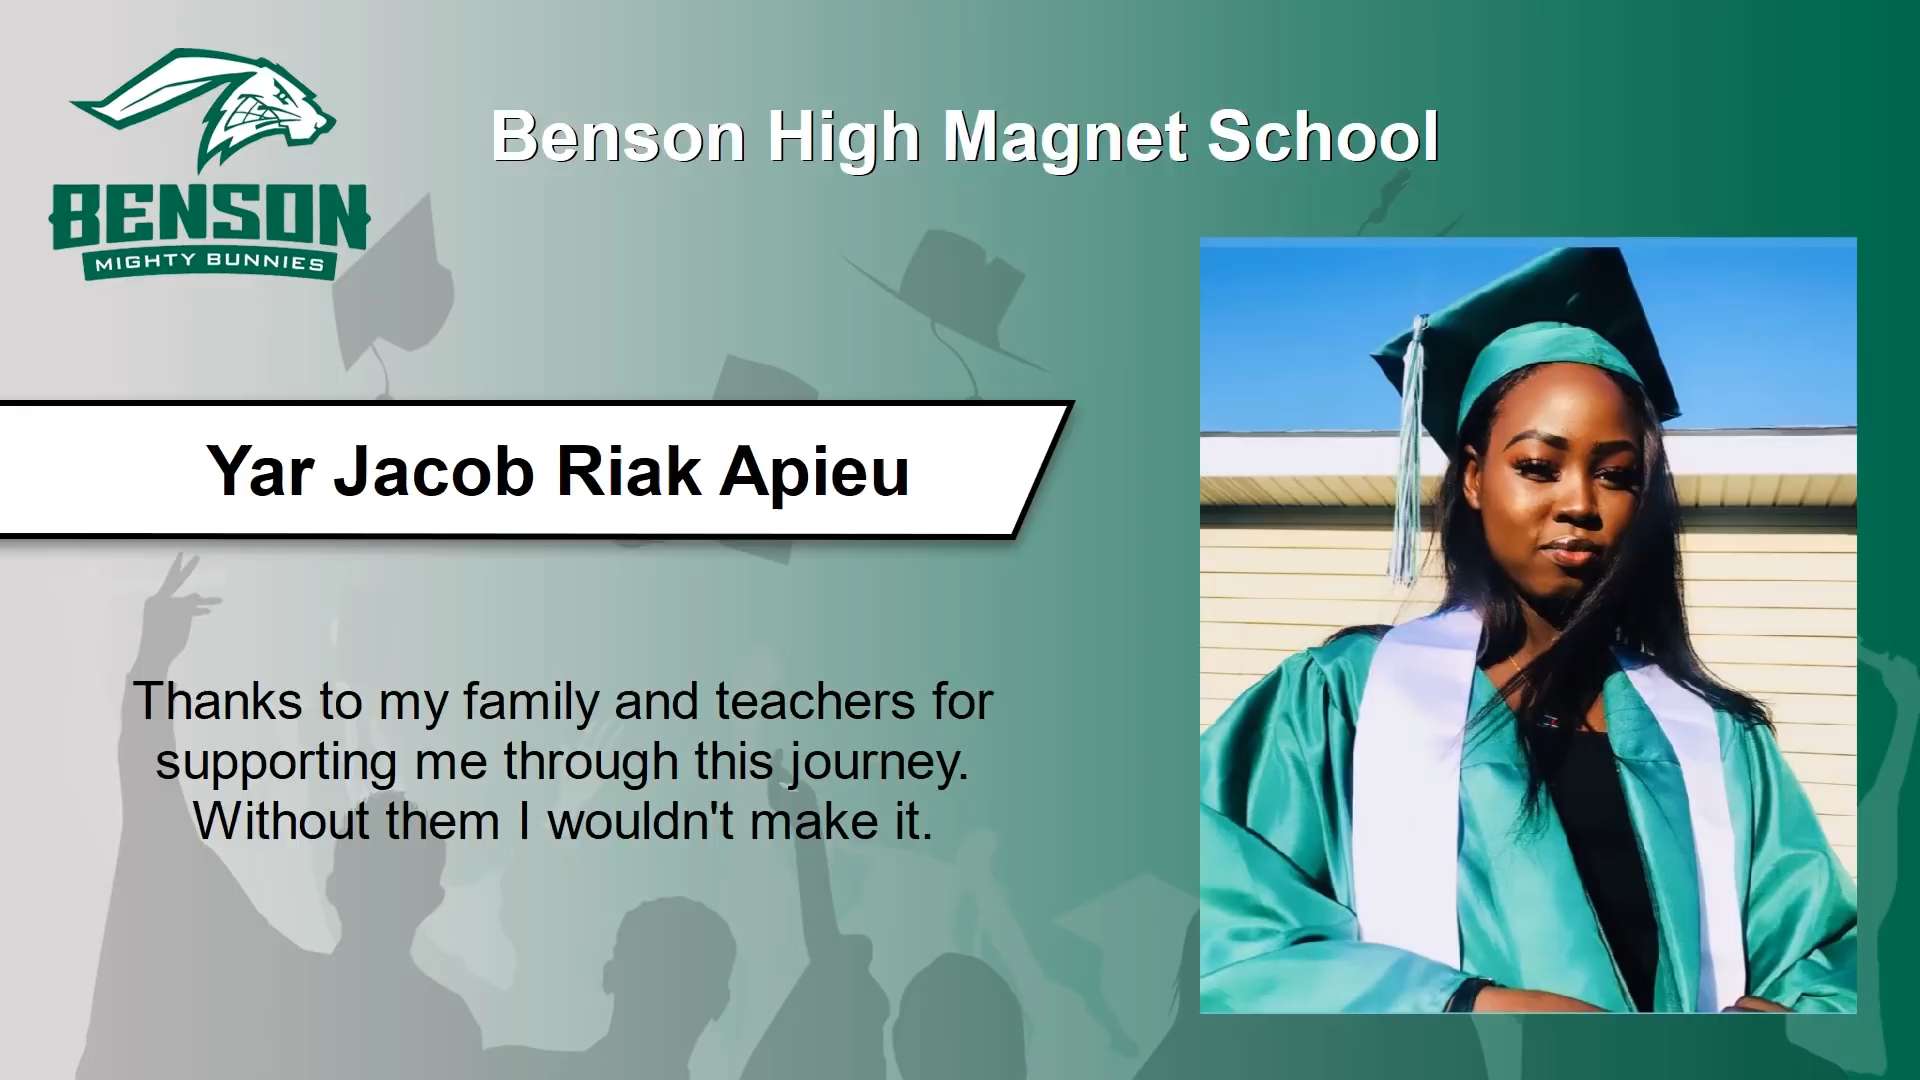 BENSON
MIGHTY BUNNIES
Benson High Magnet School
Yar Jacob Riak Apieu
Thanks to my family and teachers for
supporting me through this journey.
Without them I wouldn't make it.